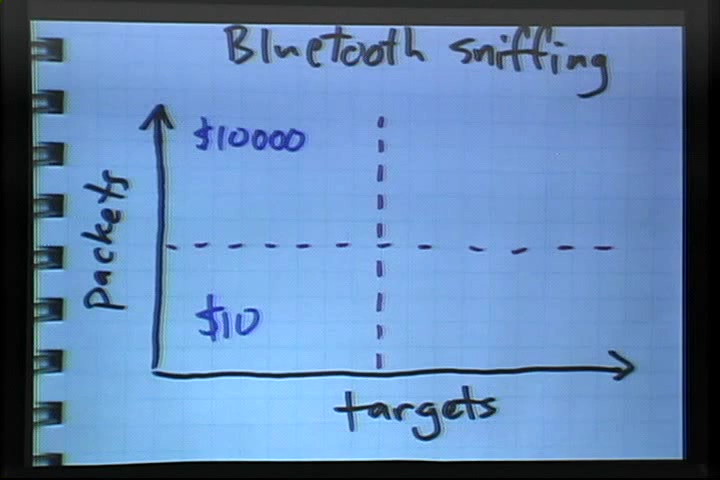 Bluetooth sniffing
$10000
packets
$10
targets